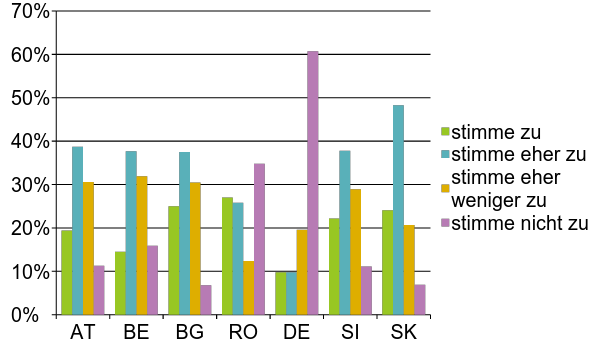 70%
60%
50%
40%
30%
20%
10%
0%
AT BE BG RO DE SI SK
stimme zu
stimme eher zu
stimme eher
weniger zu
stimme nicht zu